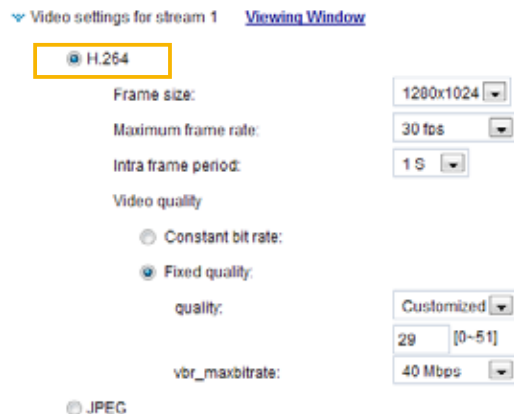 Video settings for stream 1 Viewing Window
H.264
Frame size: 1280x1024
Maximum frame rate: 30 fps
Intra frame period: 1 S
Video quality
Constant bit rate:
Fixed quality:
quality: Customized
29 [0~51]
vbr_maxbitrate: 40 Mbps
JPEG